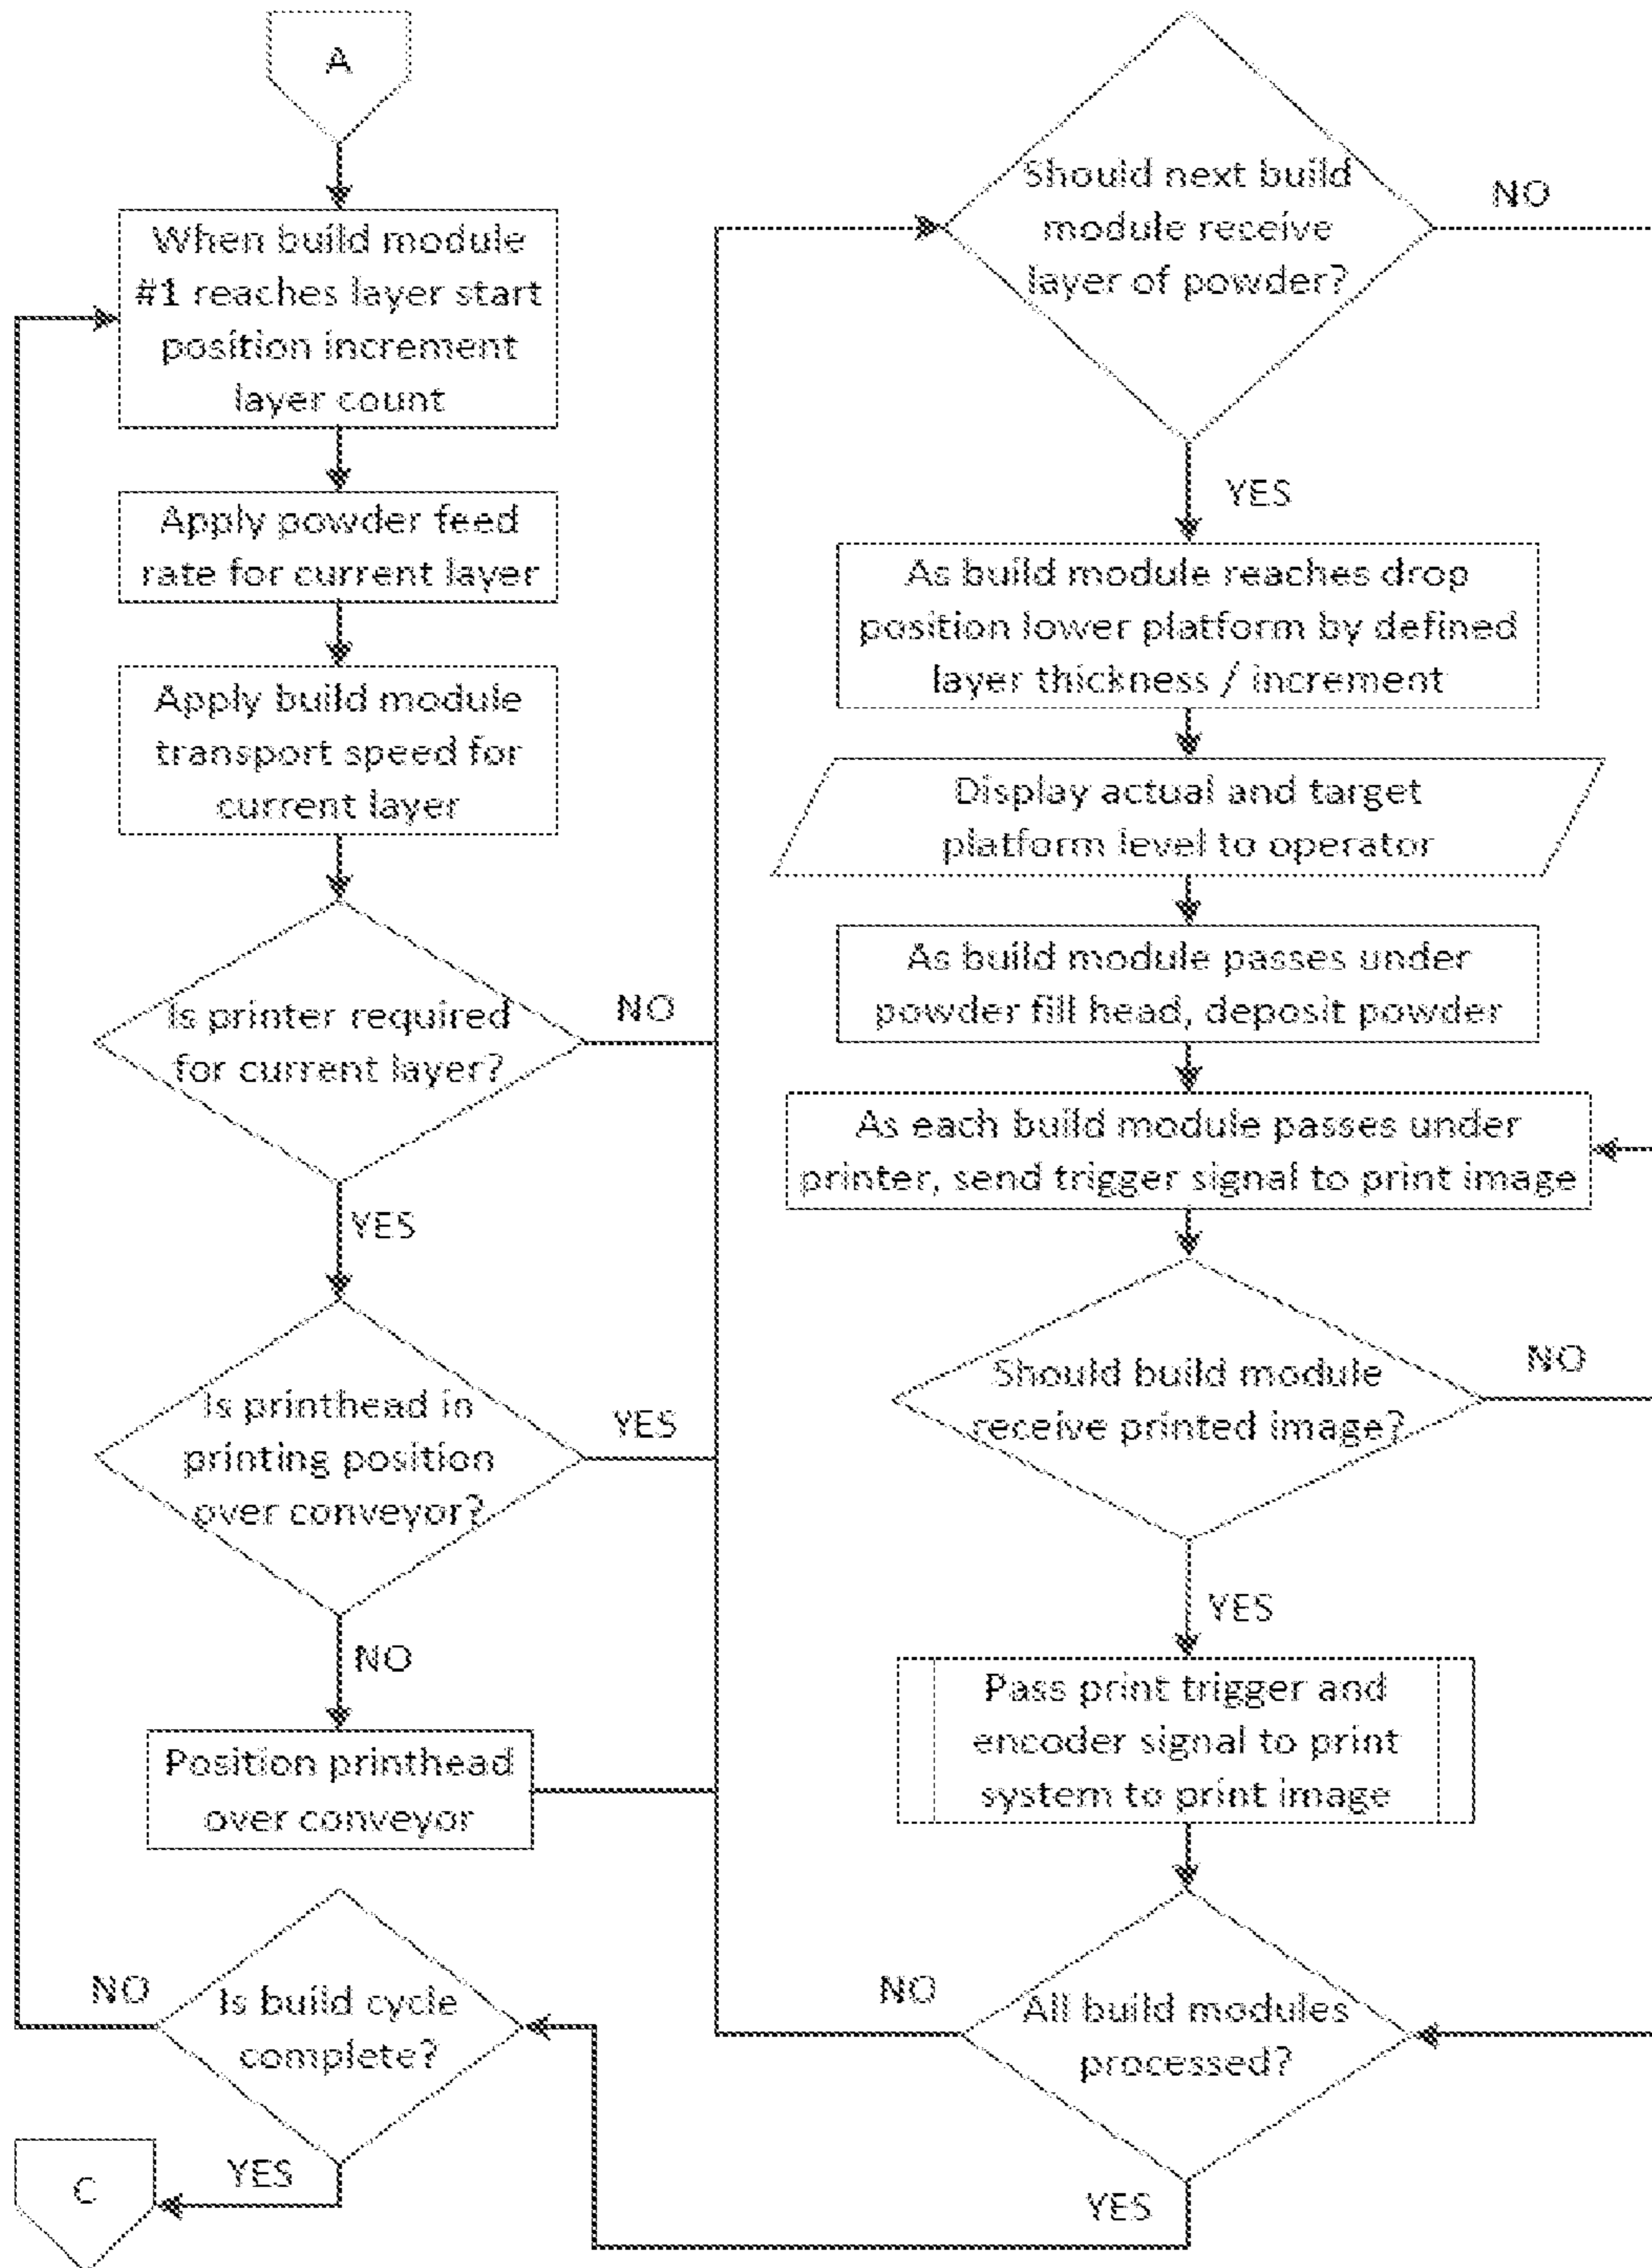 A
When build module
#1 reaches layer start
position increment
layer count
Apply powder feed
rate for current layer
Apply build module
transport speed for
current layer
Is printer required
for current layer?
NO
YES
Is printhead in
printing position
over conveyor?
YES
NO
Position printhead
over conveyor
NO
Is build cycle
complete?
YES
C
Should next build
module receive
layer of powder?
NO
YES
As build module reaches drop
position lower platform by defined
layer thickness / increment
Display actual and target
platform level to operator
As build module passes under
powder fill head, deposit powder
As each build module passes under
printer, send trigger signal to print image
Should build module
receive printed image?
NO
YES
Pass print trigger and
encoder signal to print
system to print image
NO
All build modules
processed?
YES